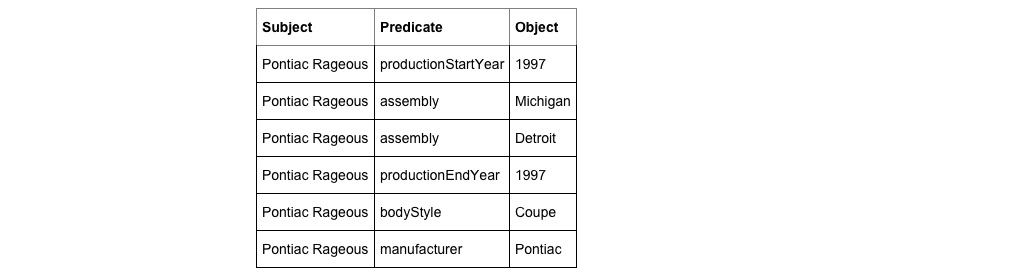 Subject Predicate Object
Pontiac Rageous productionStartYear 1997
Pontiac Rageous assembly Michigan
Pontiac Rageous assembly Detroit
Pontiac Rageous productionEndYear 1997
Pontiac Rageous bodyStyle Coupe
Pontiac Rageous manufacturer Pontiac